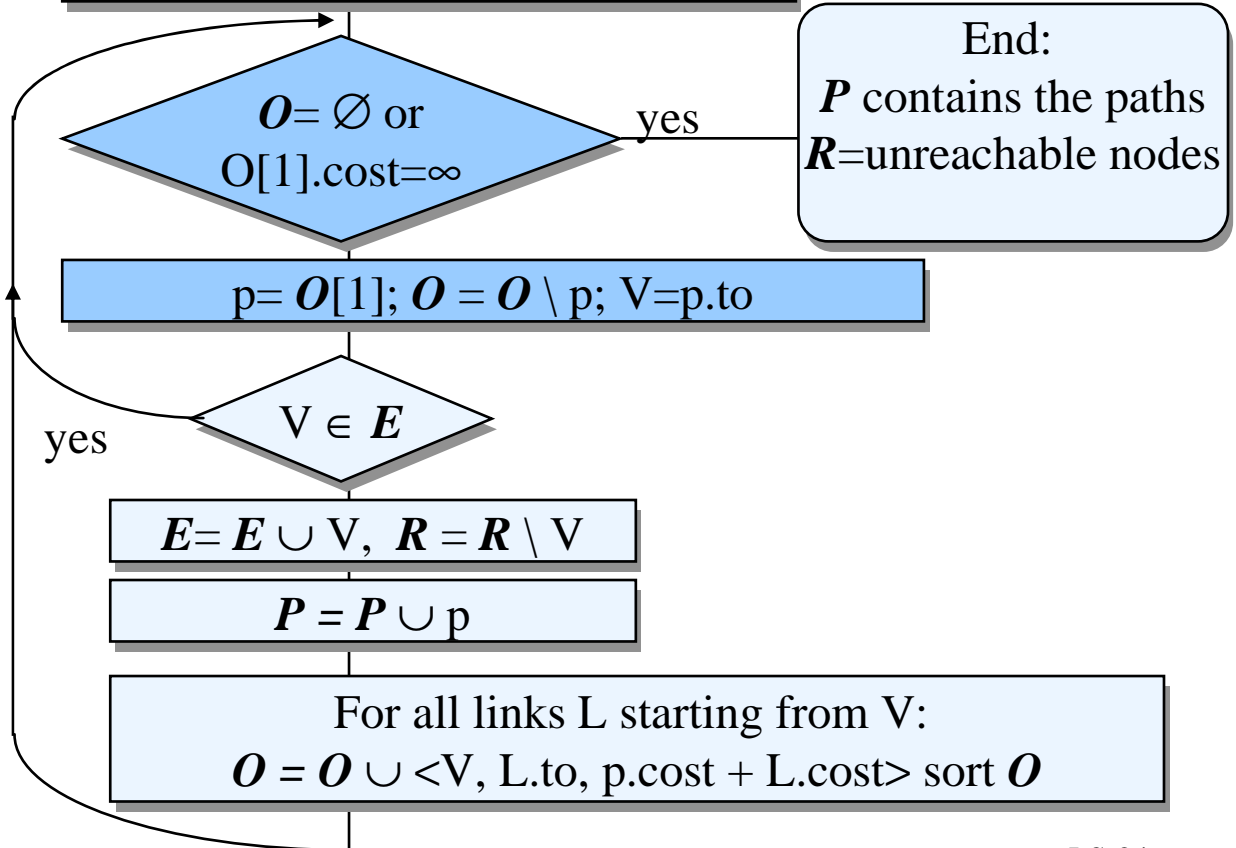 End:
P contains the paths
R=unreachable nodes
O= ∅ or
O[1].cost=∞
yes
p= O[1]; O = O \ p; V=p.to
V ∈ E
yes
E= E ∪ V, R = R \ V
P = P ∪ p
For all links L starting from V:
O = O ∪ <V, L.to, p.cost + L.cost> sort O